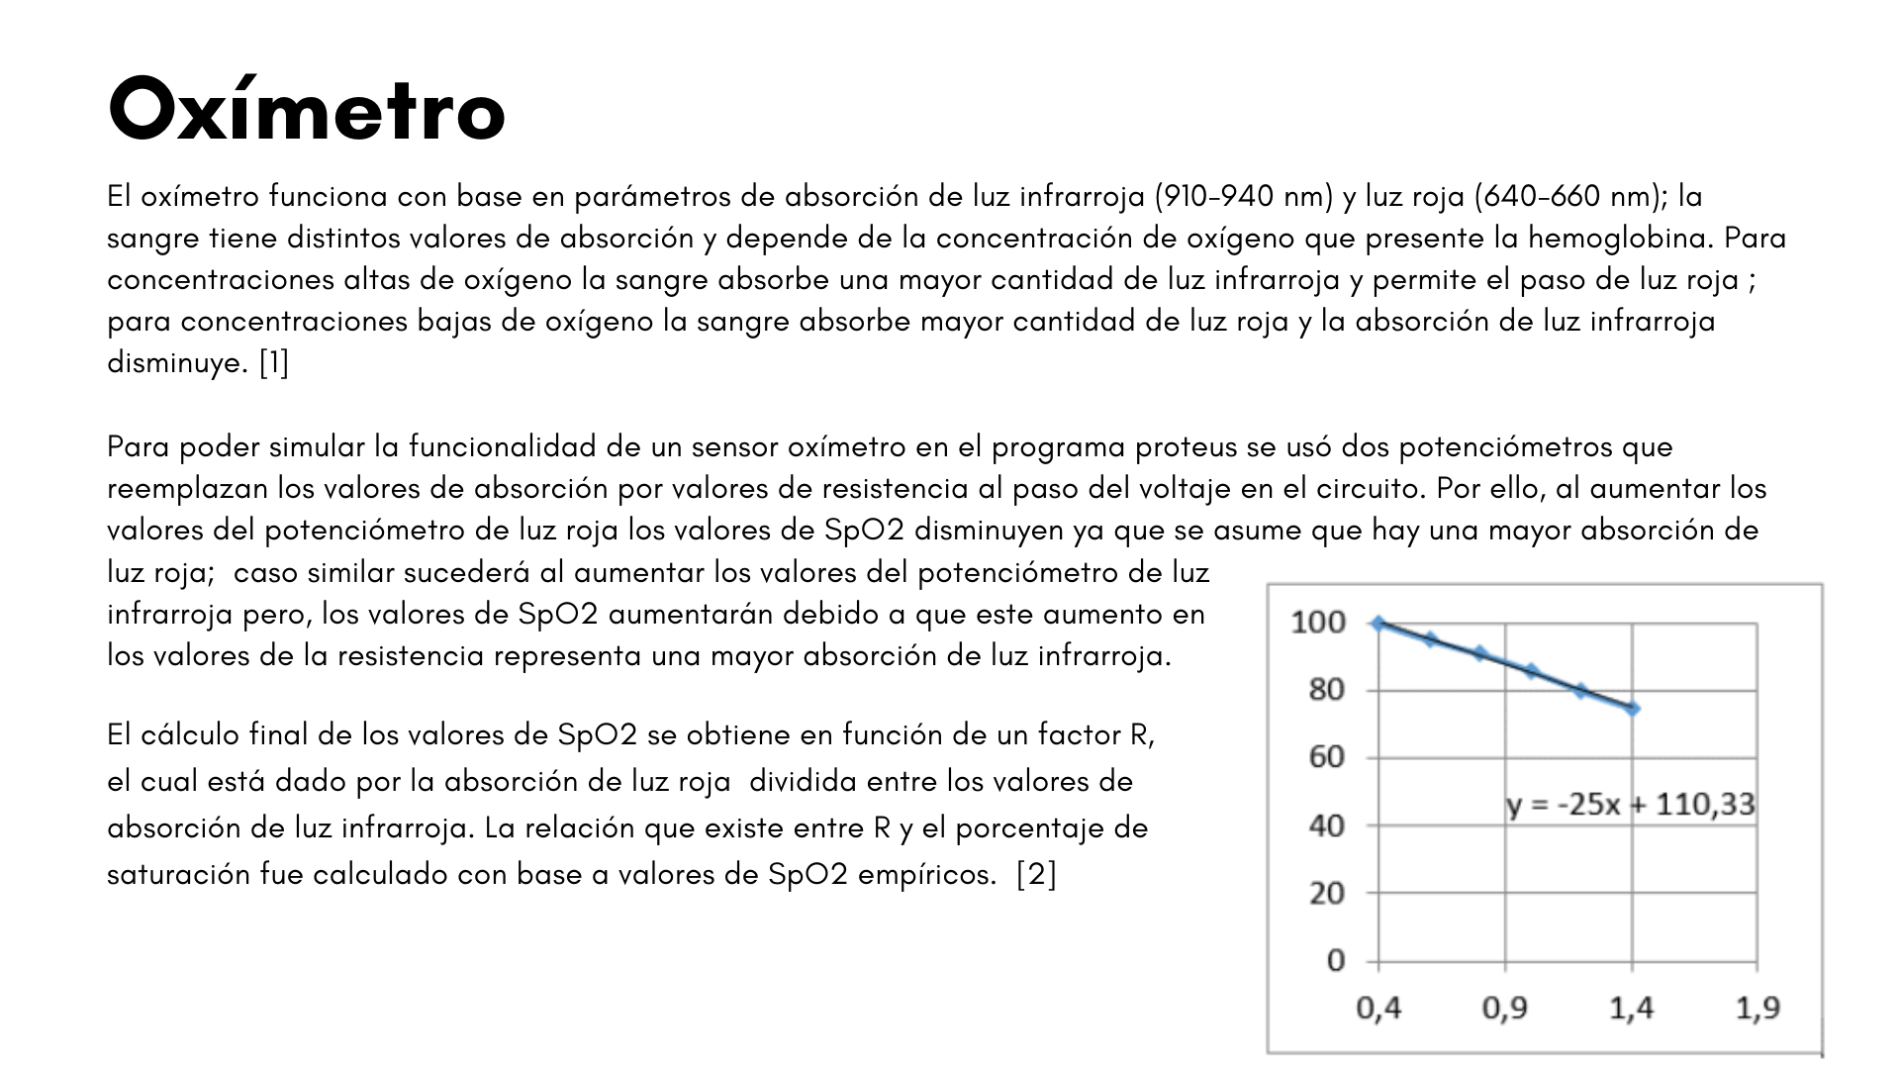 Oxímetro
El oxímetro funciona con base en parámetros de absorción de luz infrarroja (910-940 nm) y luz roja (640-660 nm); la
sangre tiene distintos valores de absorción y depende de la concentración de oxígeno que presente la hemoglobina. Para
concentraciones altas de oxígeno la sangre absorbe una mayor cantidad de luz infrarroja y permite el paso de luz roja ;
para concentraciones bajas de oxígeno la sangre absorbe mayor cantidad de luz roja y la absorción de luz infrarroja
disminuye. [1]
Para poder simular la funcionalidad de un sensor oxímetro en el programa proteus se usó dos potenciómetros que
reemplazan los valores de absorción por valores de resistencia al paso del voltaje en el circuito. Por ello, al aumentar los
valores del potenciómetro de luz roja los valores de SpO2 disminuyen ya que se asume que hay una mayor absorción de
luz roja;  caso similar sucederá al aumentar los valores del potenciómetro de luz
infrarroja pero, los valores de SpO2 aumentarán debido a que este aumento en
los valores de la resistencia representa una mayor absorción de luz infrarroja.
El cálculo final de los valores de SpO2 se obtiene en función de un factor R,
el cual está dado por la absorción de luz roja  dividida entre los valores de
absorción de luz infrarroja. La relación que existe entre R y el porcentaje de
saturación fue calculado con base a valores de SpO2 empíricos.  [2]
100
80
60
y = -25x + 110,33
40
20
0
0,4 0,9 1,4 1,9